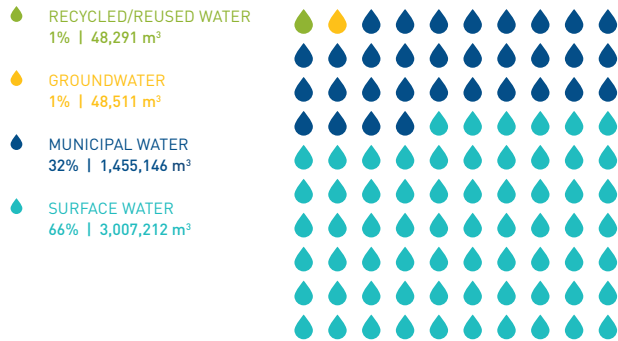 RECYCLED/REUSED WATER
1% | 48,291 m³
GROUNDWATER
1% | 48,511 m³
MUNICIPAL WATER
32% | 1,455,146 m³
SURFACE WATER
66% | 3,007,212 m³